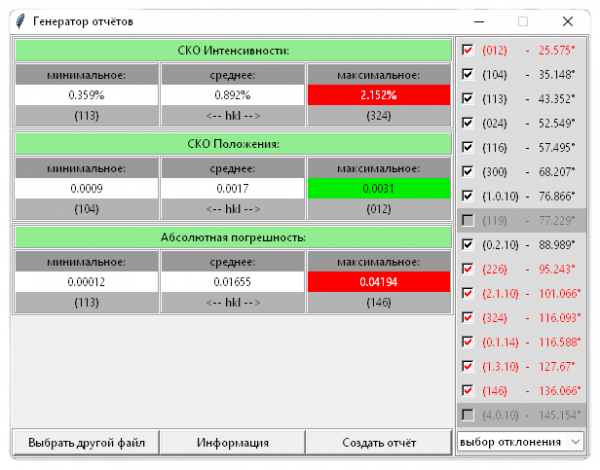 Генератор отчётов
СКО Интенсивности:
минимальное: среднее: максимальное:
0.359% 0.892% 2.152%
(113) <-- hkl --> (324)
СКО Положения:
минимальное: среднее: максимальное:
0.0009 0.0017 0.0031
(104) <-- hkl --> (012)
Абсолютная погрешность:
минимальное: среднее: максимальное:
0.00012 0.01655 0.04194
(113) <-- hkl --> (146)
Выбрать другой файл Информация Создать отчёт
(012) - 25.575°
(104) - 35.148°
(113) - 43.352°
(024) - 52.549°
(116) - 57.495°
(300) - 68.207°
(1.0.10) - 76.866°
(119) - 77.229°
(0.2.10) - 88.989°
(226) - 95.243°
(2.1.10) - 101.066°
(324) - 116.093°
(0.1.14) - 116.588°
(1.3.10) - 127.67°
(146) - 136.066°
(4.0.10) - 145.154°
выбор отклонения